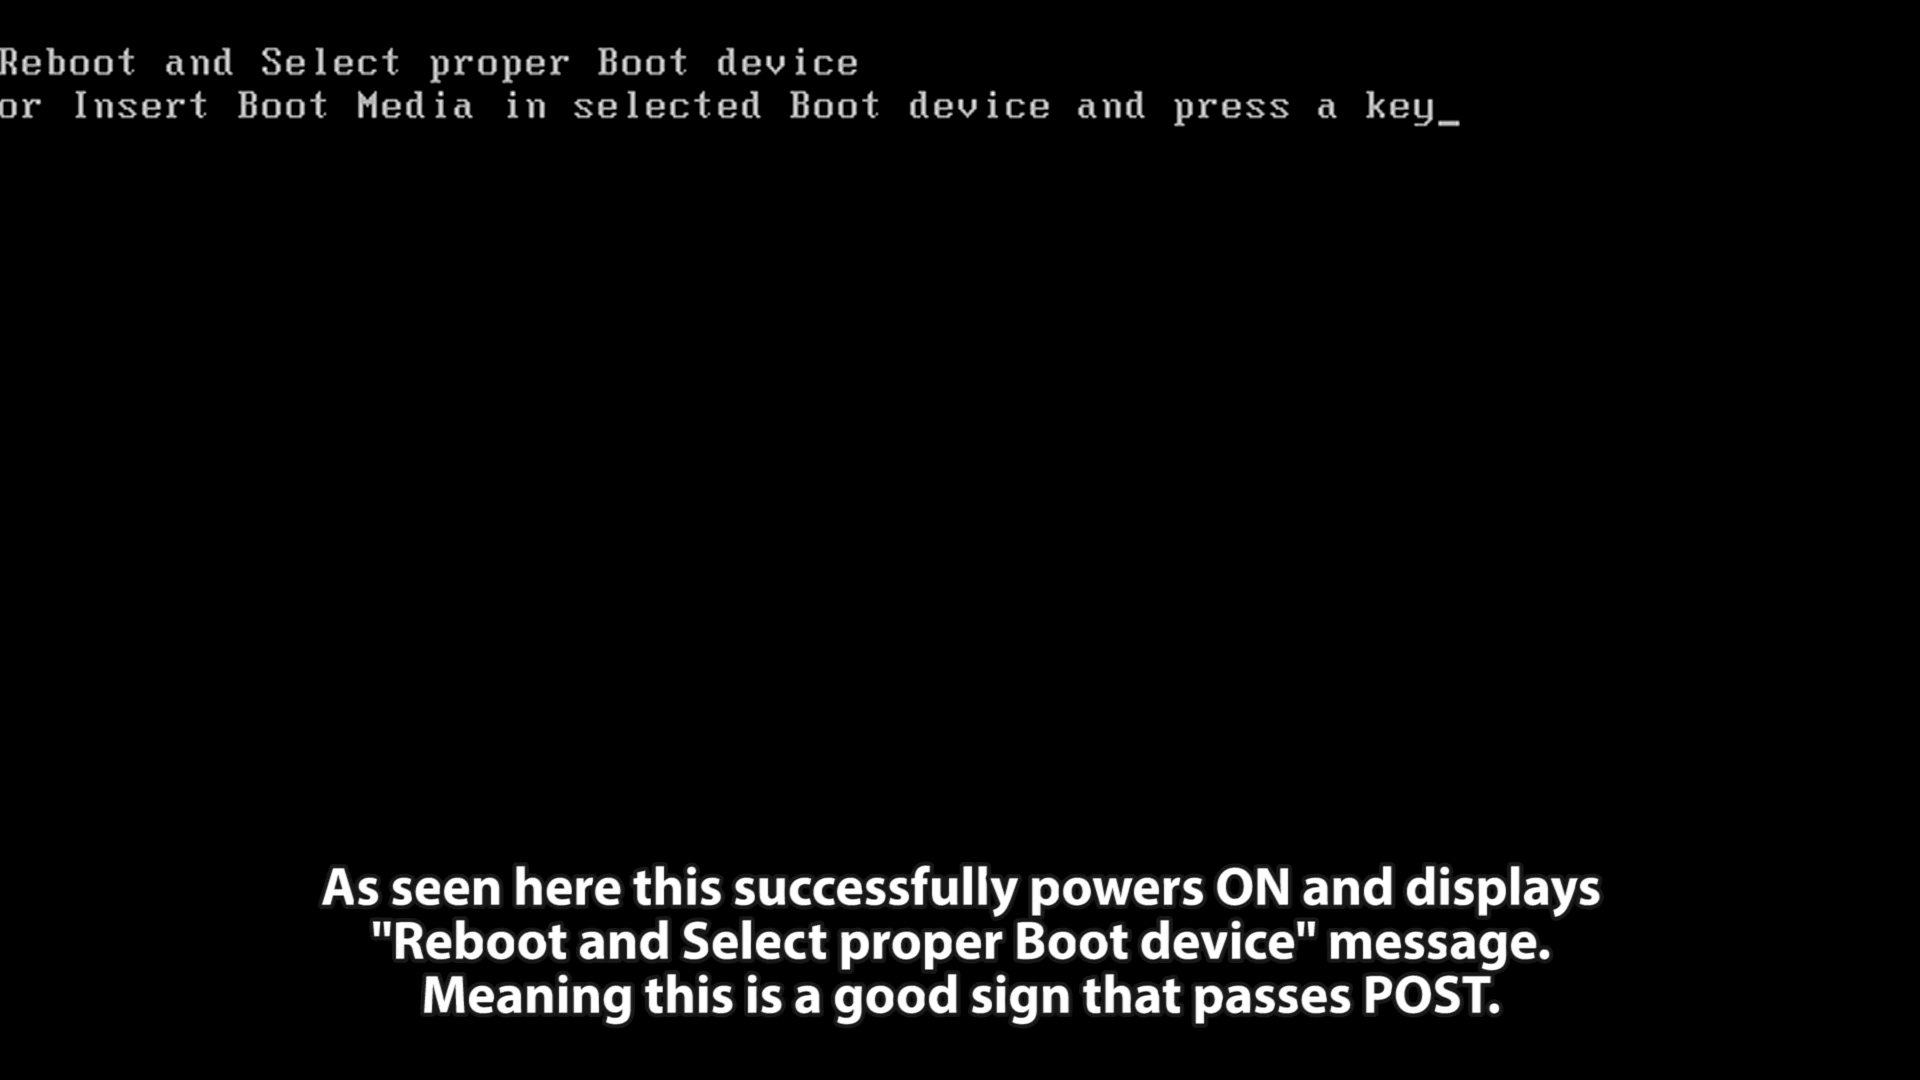 Reboot and Select proper Boot device
or Insert Boot Media in selected Boot device and press a key_
As seen here this successfully powers ON and displays
"Reboot and Select proper Boot device" message.
Meaning this is a good sign that passes POST.